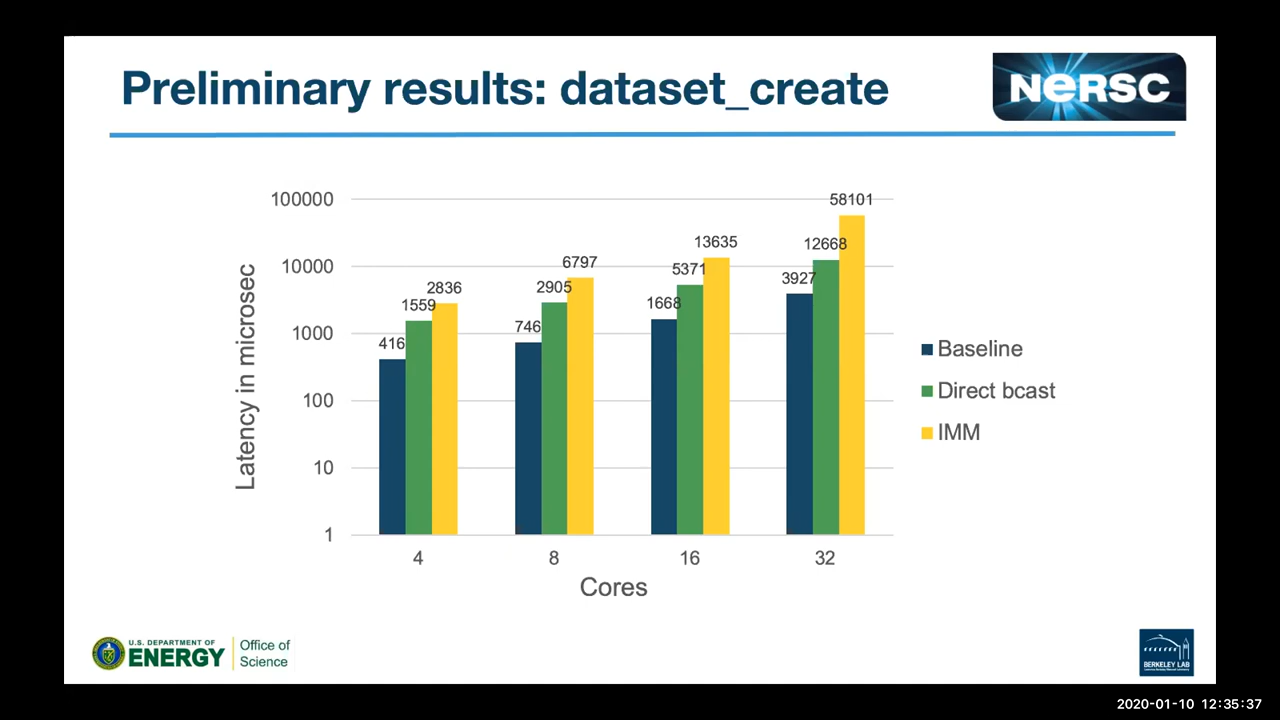 Preliminary results: dataset_create
NERSC
100000
10000
1000
100
10
1
Latency in microsec
416
1559
2836
746
2905
6797
1668
5371
13635
3927
12668
58101
4
8
16
32
Cores
Baseline
Direct bcast
IMM
U.S. DEPARTMENT OF
ENERGY
Office of
Science
BERKELEY LAB
2020-01-10 12:35:37